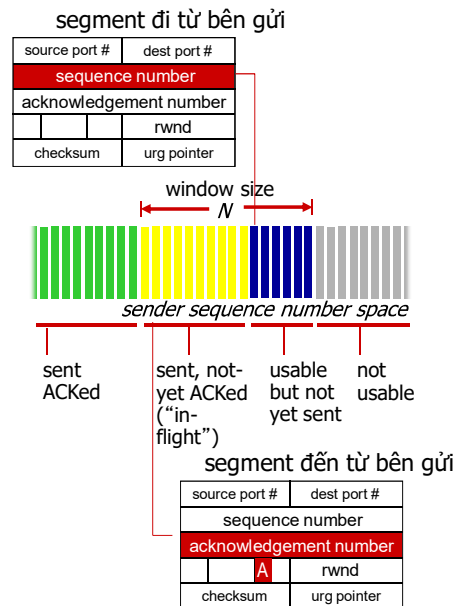 segment đi từ bên gửi
source port # dest port #
sequence number
acknowledgement number
rwnd
checksum urg pointer
window size
N
sender sequence number space
sent
ACKed
sent, not-
yet ACKed
(“in-
flight”)
usable
but not
yet sent
not
usable
segment đến từ bên gửi
source port # dest port #
sequence number
acknowledgement number
A rwnd
checksum urg pointer